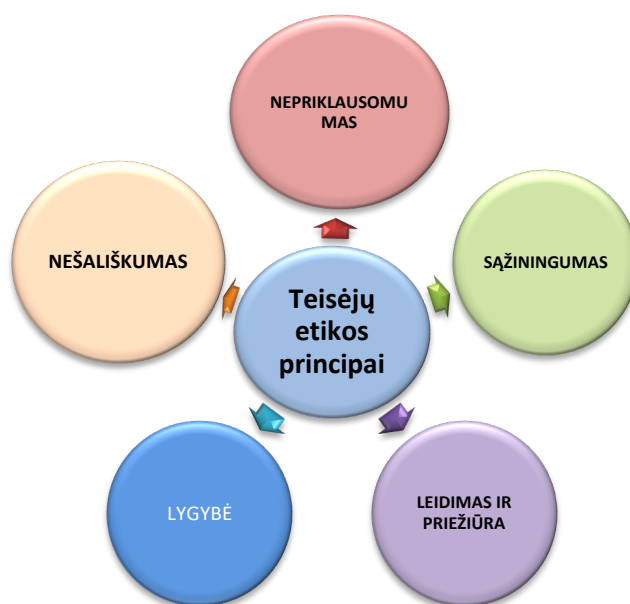 NEPRIKLAUSOMU
MAS
NEŠALIŠKUMAS
SĄŽININGUMAS
Teisėjų
etikos
principai
LYGYBĖ
LEIDIMAS IR
PRIEŽIŪRA